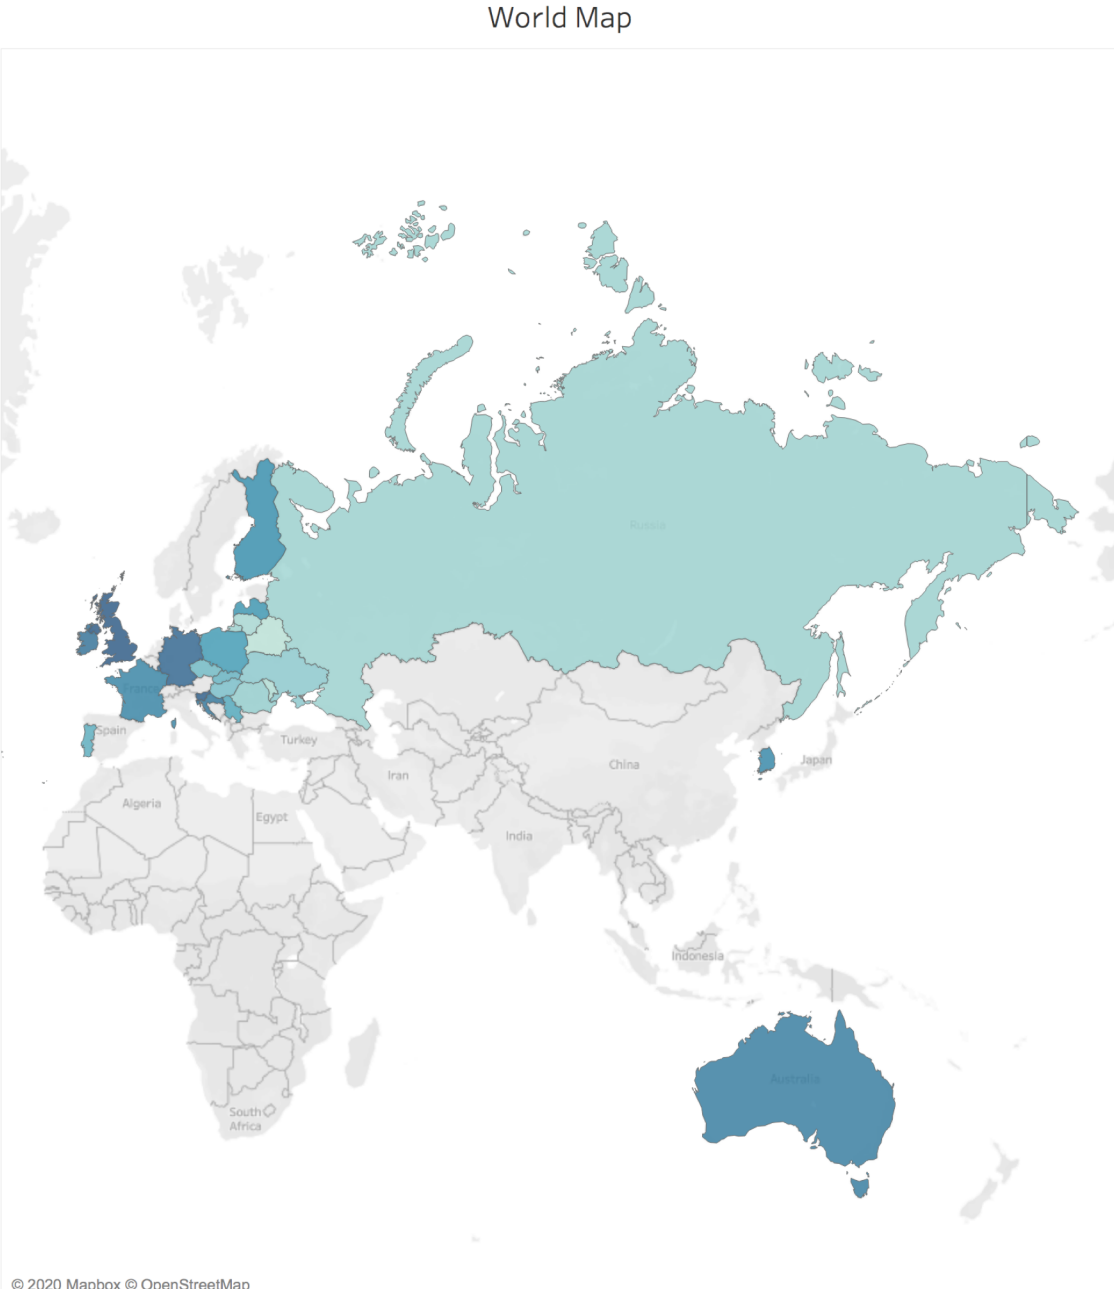 World Map
Russia
France
Spain
Turkey
China
Japan
Iran
Algeria
Egypt
India
Indonesia
Australia
South
Africa
© 2020 Mapbox © OpenStreetMap